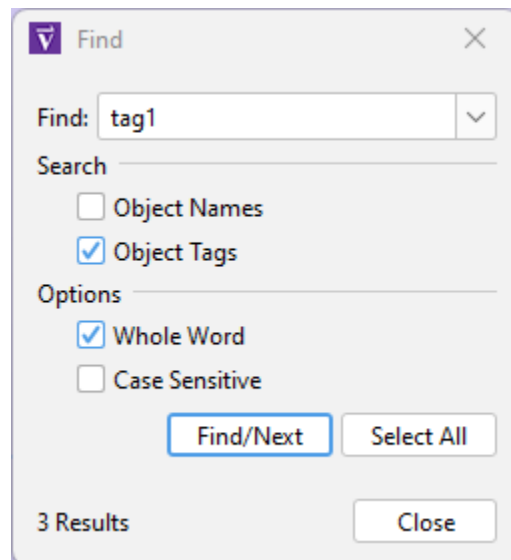 Find
Find: tag1
Search
Object Names
Object Tags
Options
Whole Word
Case Sensitive
Find/Next Select All
3 Results Close